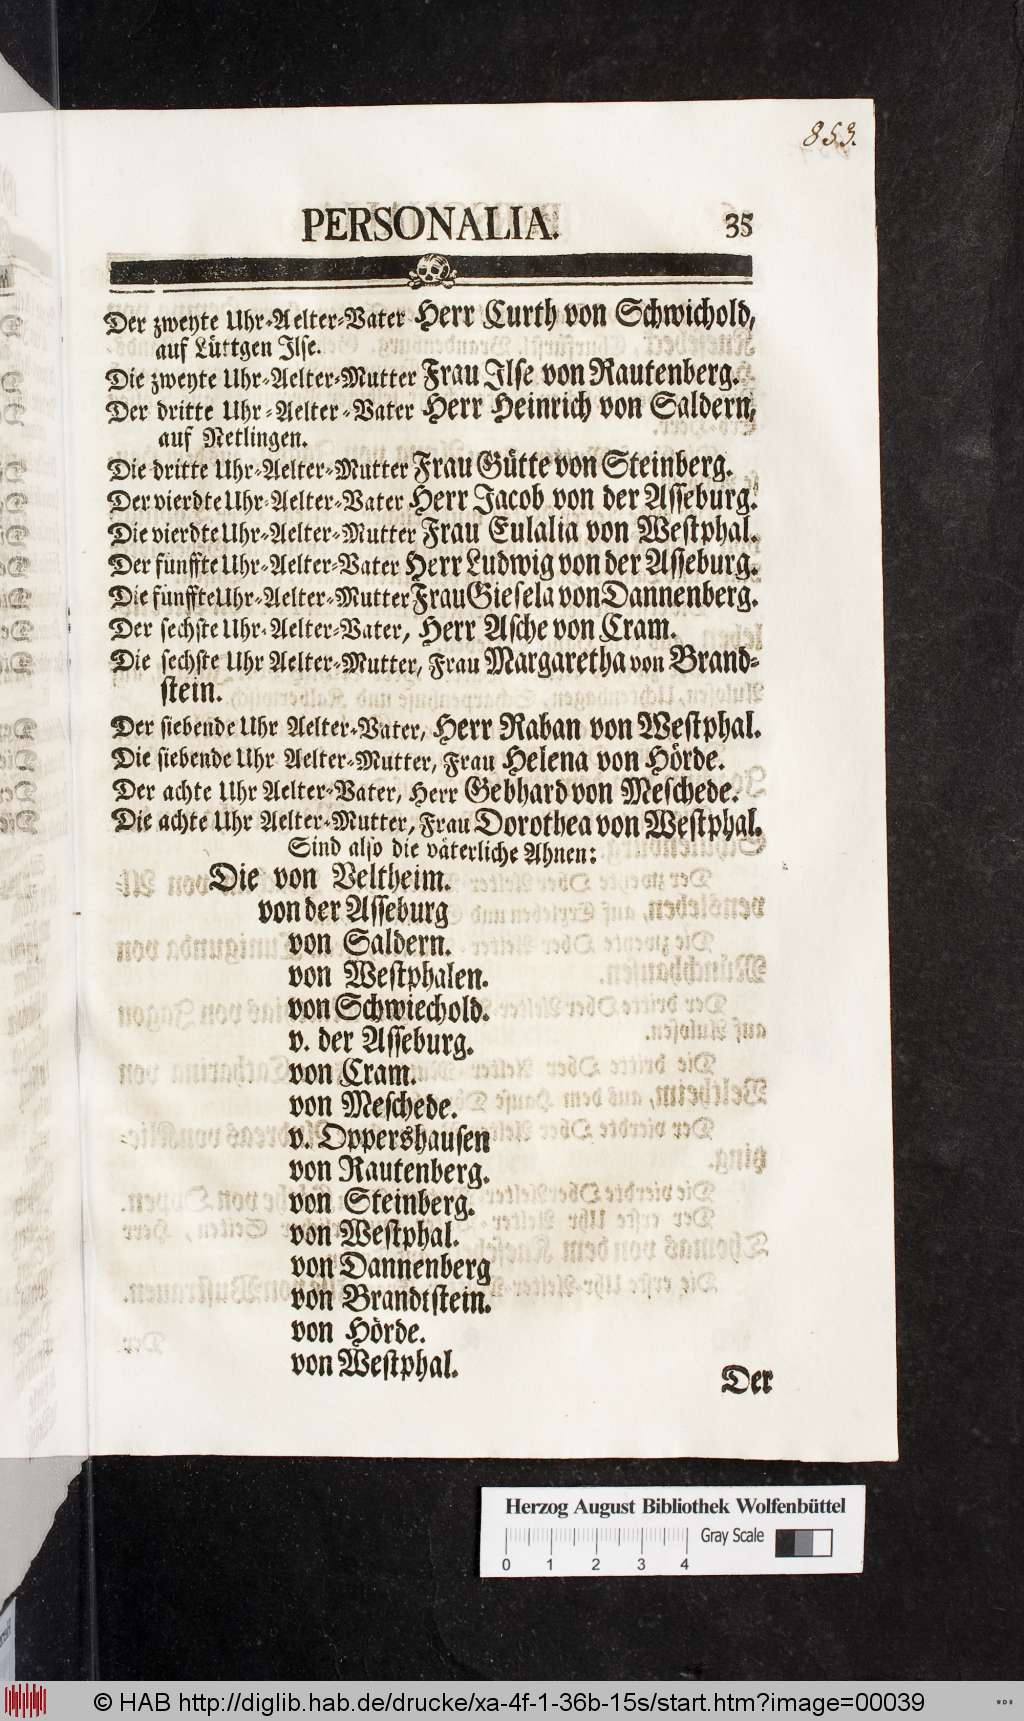 853.
PERSONALIA. 35
Der zweyte Uhr-Aelter-Vater Herr Curth von Schwichold,
auf Lüttgen Ilse.
Die zweyte Uhr-Aelter-Mutter Frau Ilse von Rautenberg.
Der dritte Uhr-Aelter-Vater Herr Heinrich von Saldern,
auf Netlingen.
Die dritte Uhr-Aelter-Mutter Frau Gütte von Steinberg.
Der vierdte Uhr-Aelter-Vater Herr Jacob von der Asseburg.
Die vierdte Uhr-Aelter-Mutter Frau Eulalia von Westphal.
Der fünffte Uhr-Aelter-Vater Herr Ludwig von der Asseburg.
Die fünffte Uhr-Aelter-Mutter Frau Giesela von Dannenberg.
Der sechste Uhr-Aelter-Vater, Herr Asche von Cram.
Die sechste Uhr Aelter-Mutter, Frau Margaretha von Brand-
stein.
Der siebende Uhr Aelter-Vater, Herr Raban von Westphal.
Die siebende Uhr Aelter-Mutter, Frau Helena von Hörde.
Der achte Uhr Aelter-Vater, Herr Gebhard von Meschede.
Die achte Uhr Aelter-Mutter, Frau Dorothea von Westphal.
Sind also die väterliche Ahnen:
Die von Veltheim.
von der Asseburg
von Saldern.
von Westphalen.
von Schwiechold.
v. der Asseburg.
von Cram.
von Meschede.
v. Oppershausen
von Rautenberg.
von Steinberg.
von Westphal.
von Dannenberg
von Brandtstein.
von Hörde.
von Westphal.
Der
Herzog August Bibliothek Wolfenbüttel
Gray Scale
0 1 2 3 4
© HAB http://diglib.hab.de/drucke/xa-4f-1-36b-15s/start.htm?image=00039
WDB